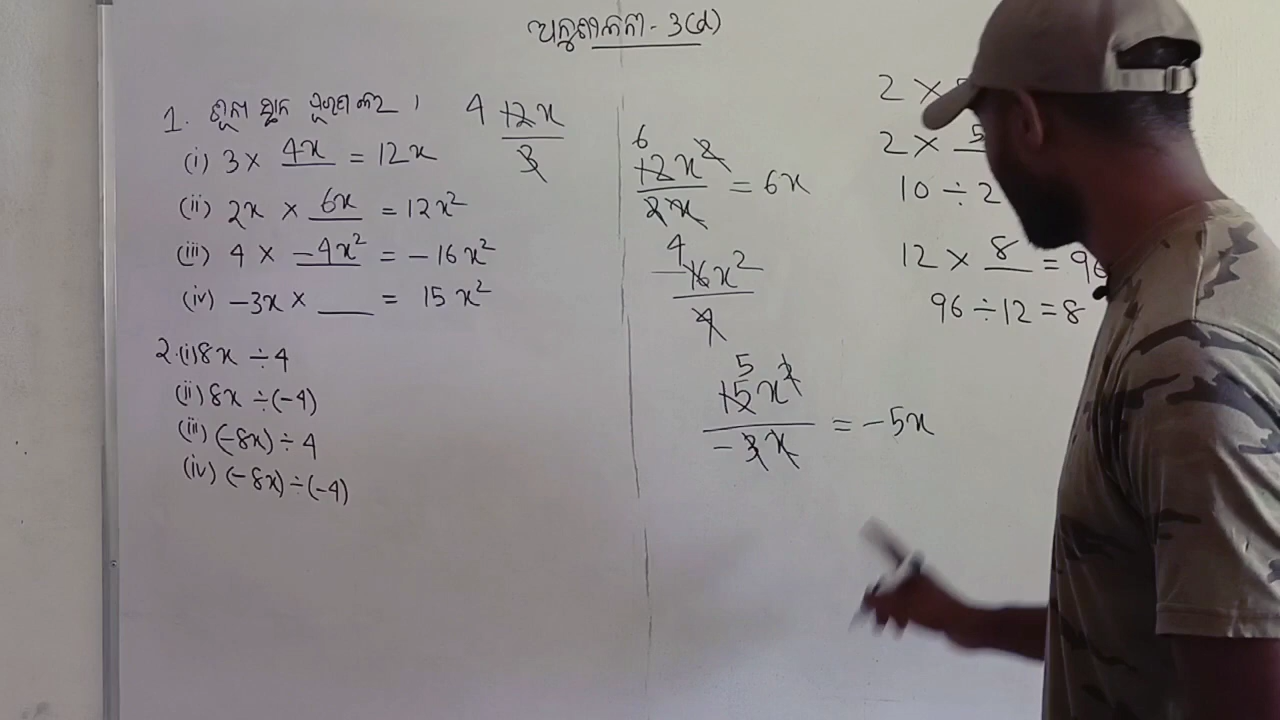 ଅନୁଶୀଳନୀ - 3(d)
1. ଶୂନ୍ୟ ସ୍ଥାନ ପୂରଣ କର ।
(i) 3 × 4x = 12x
(ii) 2x × 6x = 12x²
(iii) 4 × -4x² = -16x²
(iv) -3x × ___ = 15x²
2. (i) 8x ÷ 4
(ii) 8x ÷ (-4)
(iii) (-8x) ÷ 4
(iv) (-8x) ÷ (-4)
4 12x
3
6
12x²
2x = 6x
4
-16x²
4
5
15x²
-3x = -5x
2 ×
2 × 5
10 ÷ 2
12 × 8 = 96
96 ÷ 12 = 8